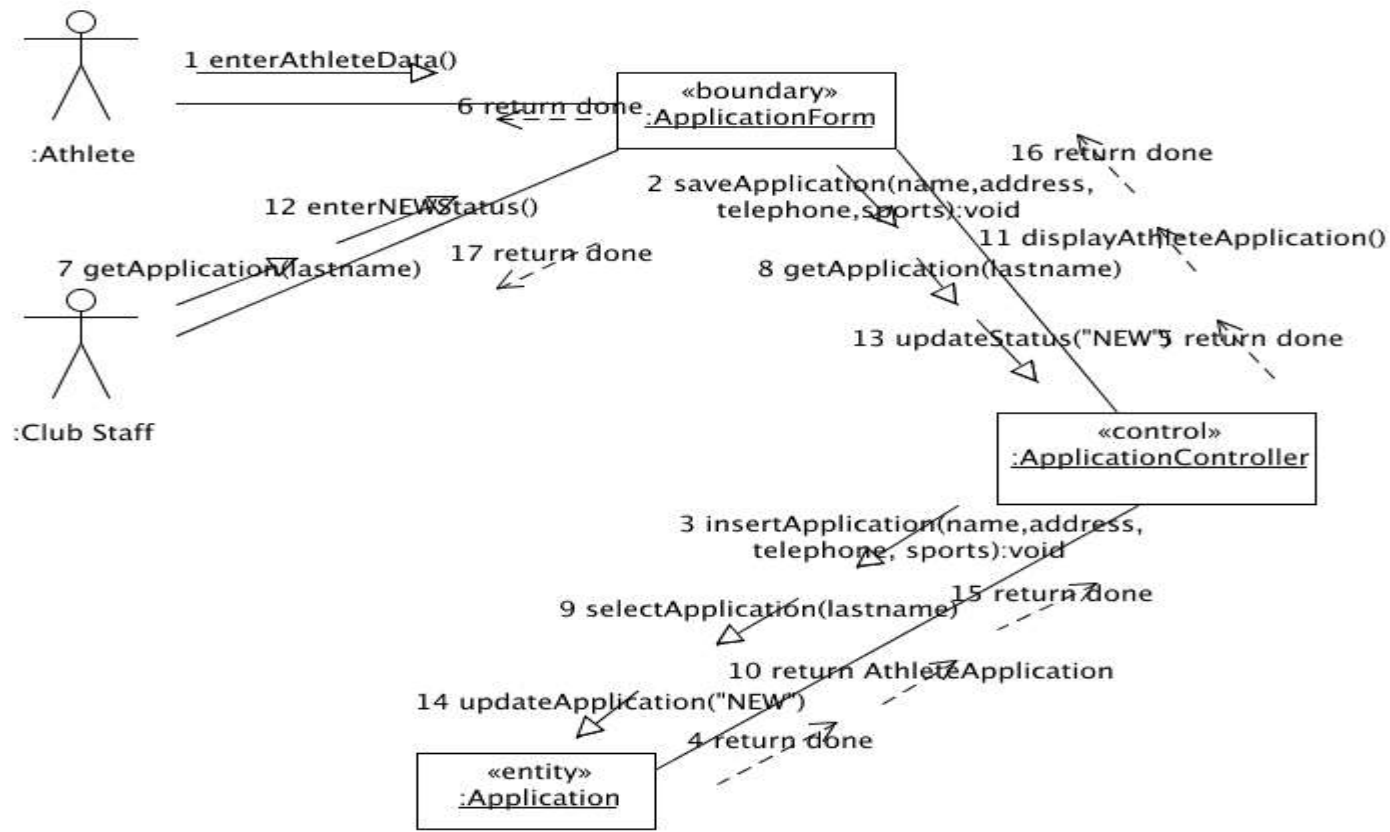 1 enterAthleteData()
«boundary»
:ApplicationForm
6 return done
:Athlete
16 return done
2 saveApplication(name,address,
telephone,sports):void
12 enterNEWStatus()
11 displayAthleteApplication()
17 return done
7 getApplication(lastname)
8 getApplication(lastname)
13 updateStatus("NEW")
5 return done
:Club Staff
«control»
:ApplicationController
3 insertApplication(name,address,
telephone, sports):void
15 return done
9 selectApplication(lastname)
10 return AthleteApplication
14 updateApplication("NEW")
4 return done
«entity»
:Application